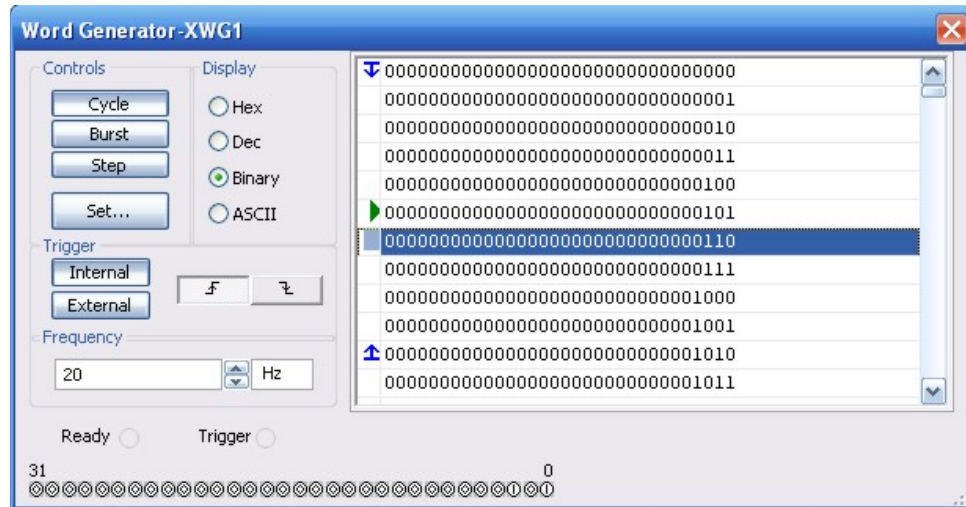 Word Generator-XWG1
Controls
Cycle
Burst
Step
Set...
Display
Hex
Dec
Binary
ASCII
Trigger
Internal
External
Frequency
20
Hz
Ready
Trigger
31
0
00000000000000000000000000000000
00000000000000000000000000000001
00000000000000000000000000000010
00000000000000000000000000000011
00000000000000000000000000000100
00000000000000000000000000000101
00000000000000000000000000000110
00000000000000000000000000000111
00000000000000000000000000001000
00000000000000000000000000001001
00000000000000000000000000001010
00000000000000000000000000001011